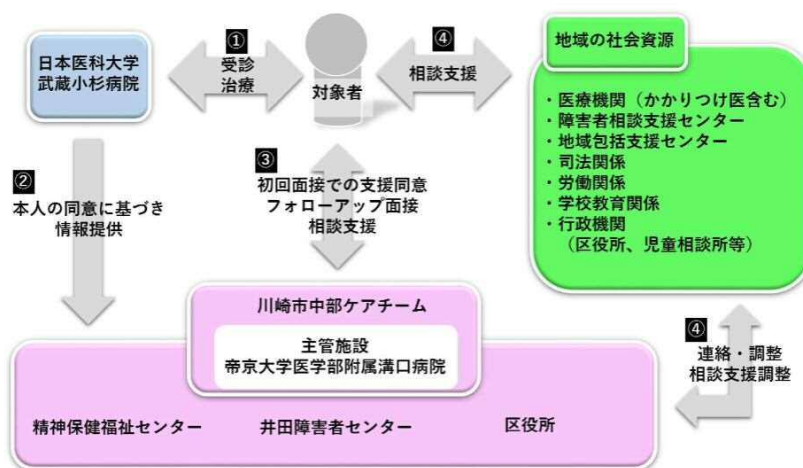 日本医科大学
武蔵小杉病院
①
受診
治療
対象者
④
相談支援
地域の社会資源
・医療機関（かかりつけ医含む）
・障害者相談支援センター
・地域包括支援センター
・司法関係
・労働関係
・学校教育関係
・行政機関
（区役所、児童相談所等）
②
本人の同意に基づき
情報提供
③
初回面接での支援同意
フォローアップ面接
相談支援
川崎市中部ケアチーム
主管施設
帝京大学医学部附属溝口病院
④
連絡・調整
相談支援調整
精神保健福祉センター
井田障害者センター
区役所